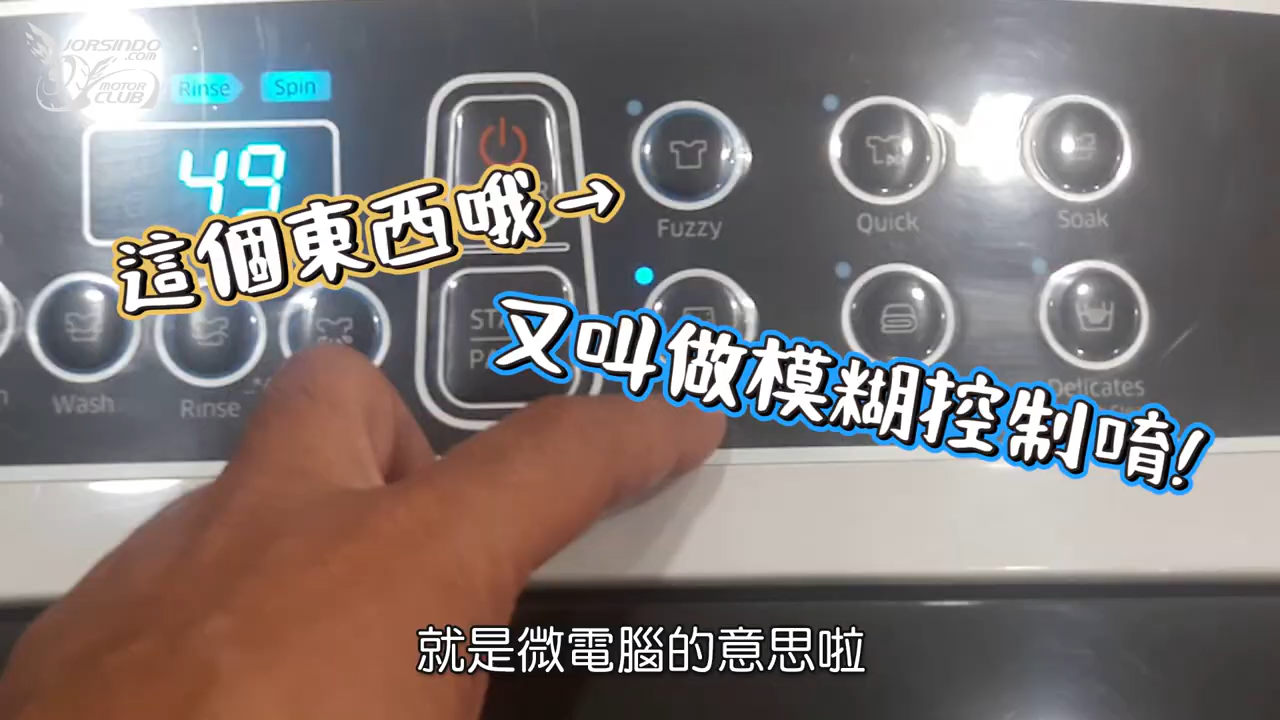 JORSINDO
.COM
MOTOR
CLUB
Rinse
Spin
49
這個東西哦→
Fuzzy
Quick
Soak
又叫做模糊控制唷!
Wash
Rinse
Delicates
就是微電腦的意思啦